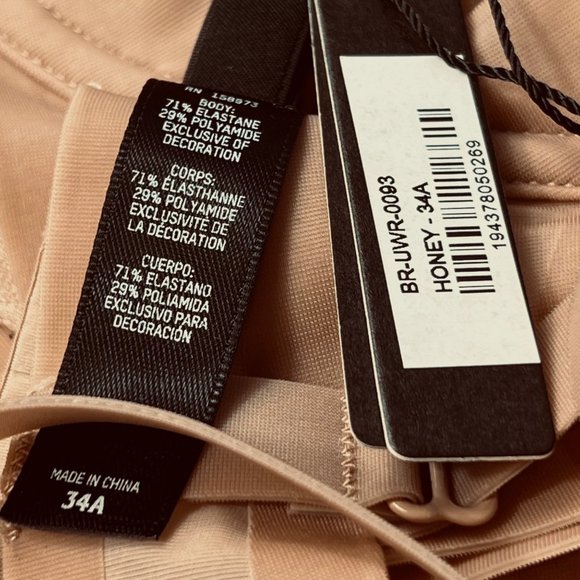 RN 158973
BODY:
71% ELASTANE
29% POLYAMIDE
EXCLUSIVE OF
DECORATION
CORPS:
71% ÉLASTHANNE
29% POLYAMIDE
EXCLUSIVITÉ DE
LA DÉCORATION
CUERPO:
71% ELASTANO
29% POLIAMIDA
EXCLUSIVO PARA
DECORACIÓN
MADE IN CHINA
34A
BR-UWR-0093
HONEY - 34A
194378050269